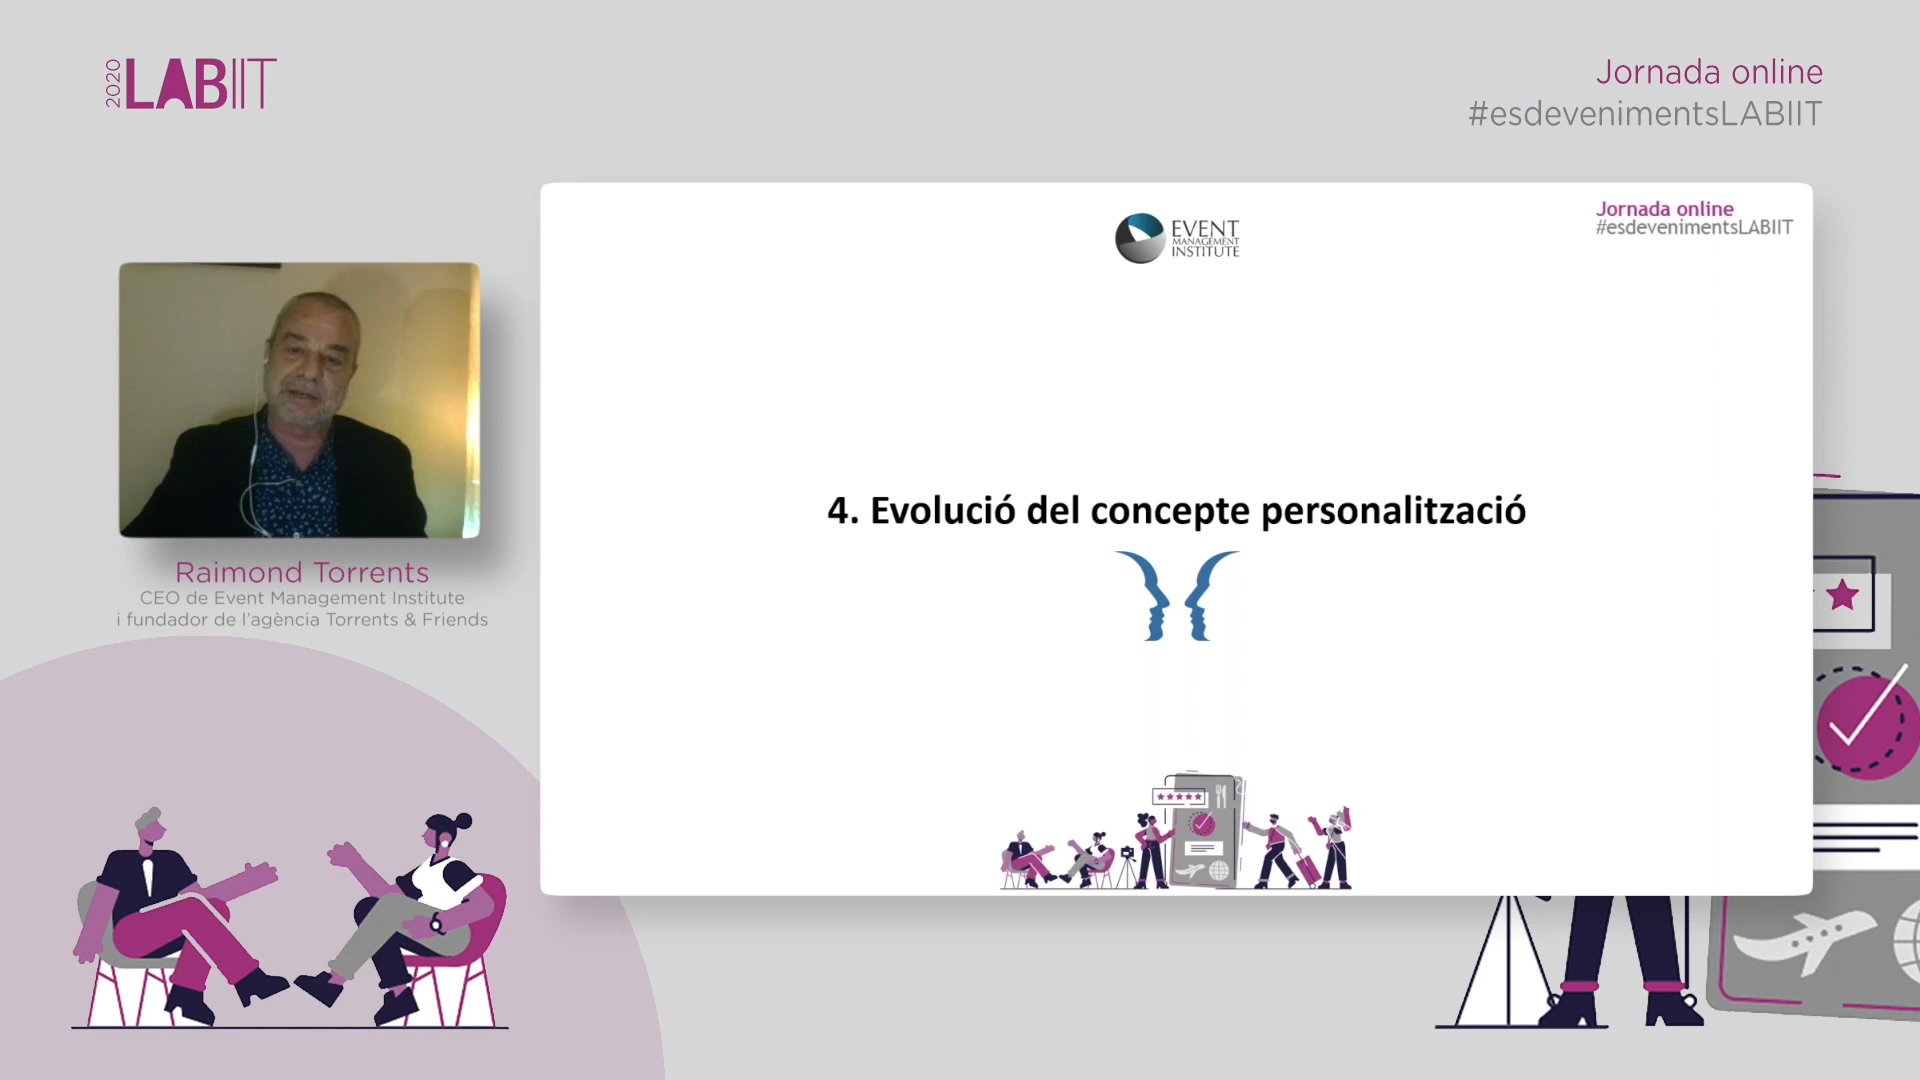 2020 LABIIT
Jornada online
#esdevenimentsLABIIT
EVENT
MANAGEMENT
INSTITUTE
Jornada online
#esdevenimentsLABIIT
4. Evolució del concepte personalització
Raimond Torrents
CEO de Event Management Institute
i fundador de l'agència Torrents & Friends